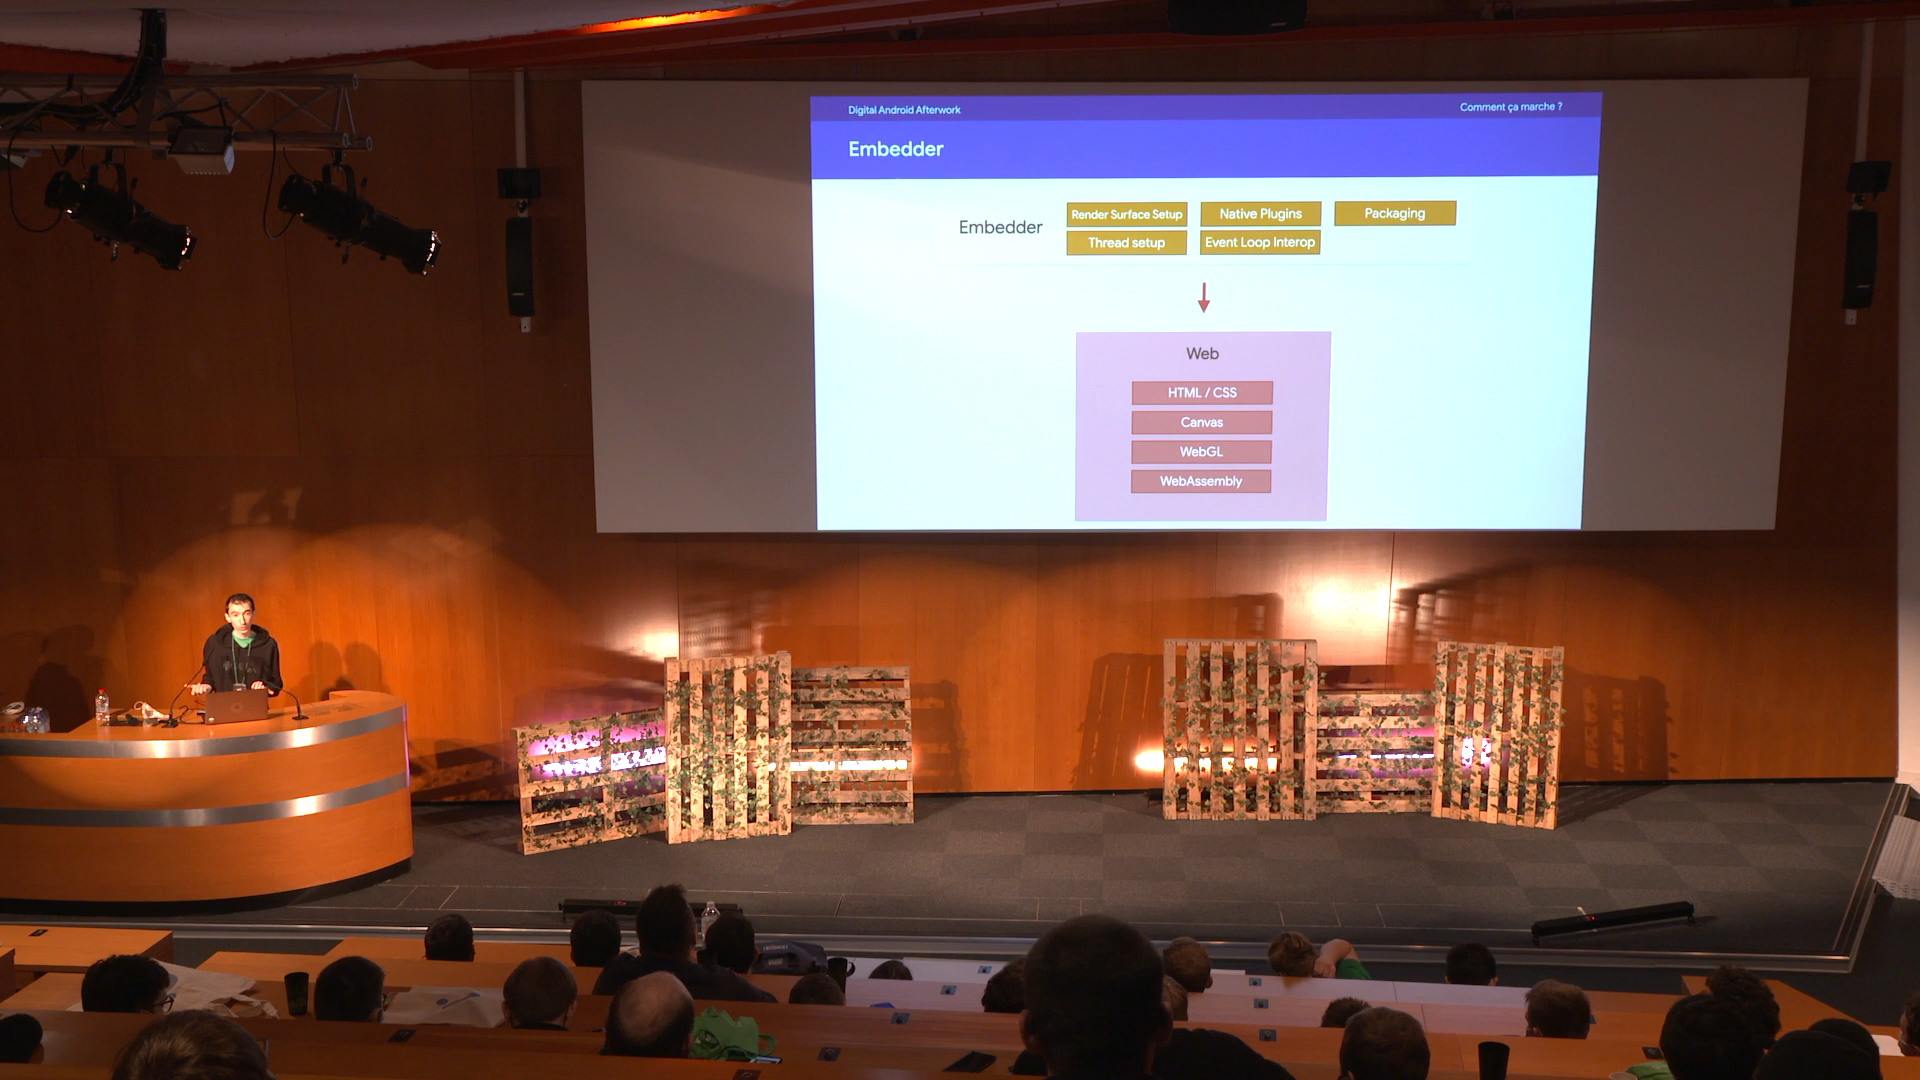 Digital Android Afterwork
Comment ça marche ?
Embedder
Embedder
Render Surface Setup
Native Plugins
Packaging
Thread setup
Event Loop Interop
Web
HTML / CSS
Canvas
WebGL
WebAssembly